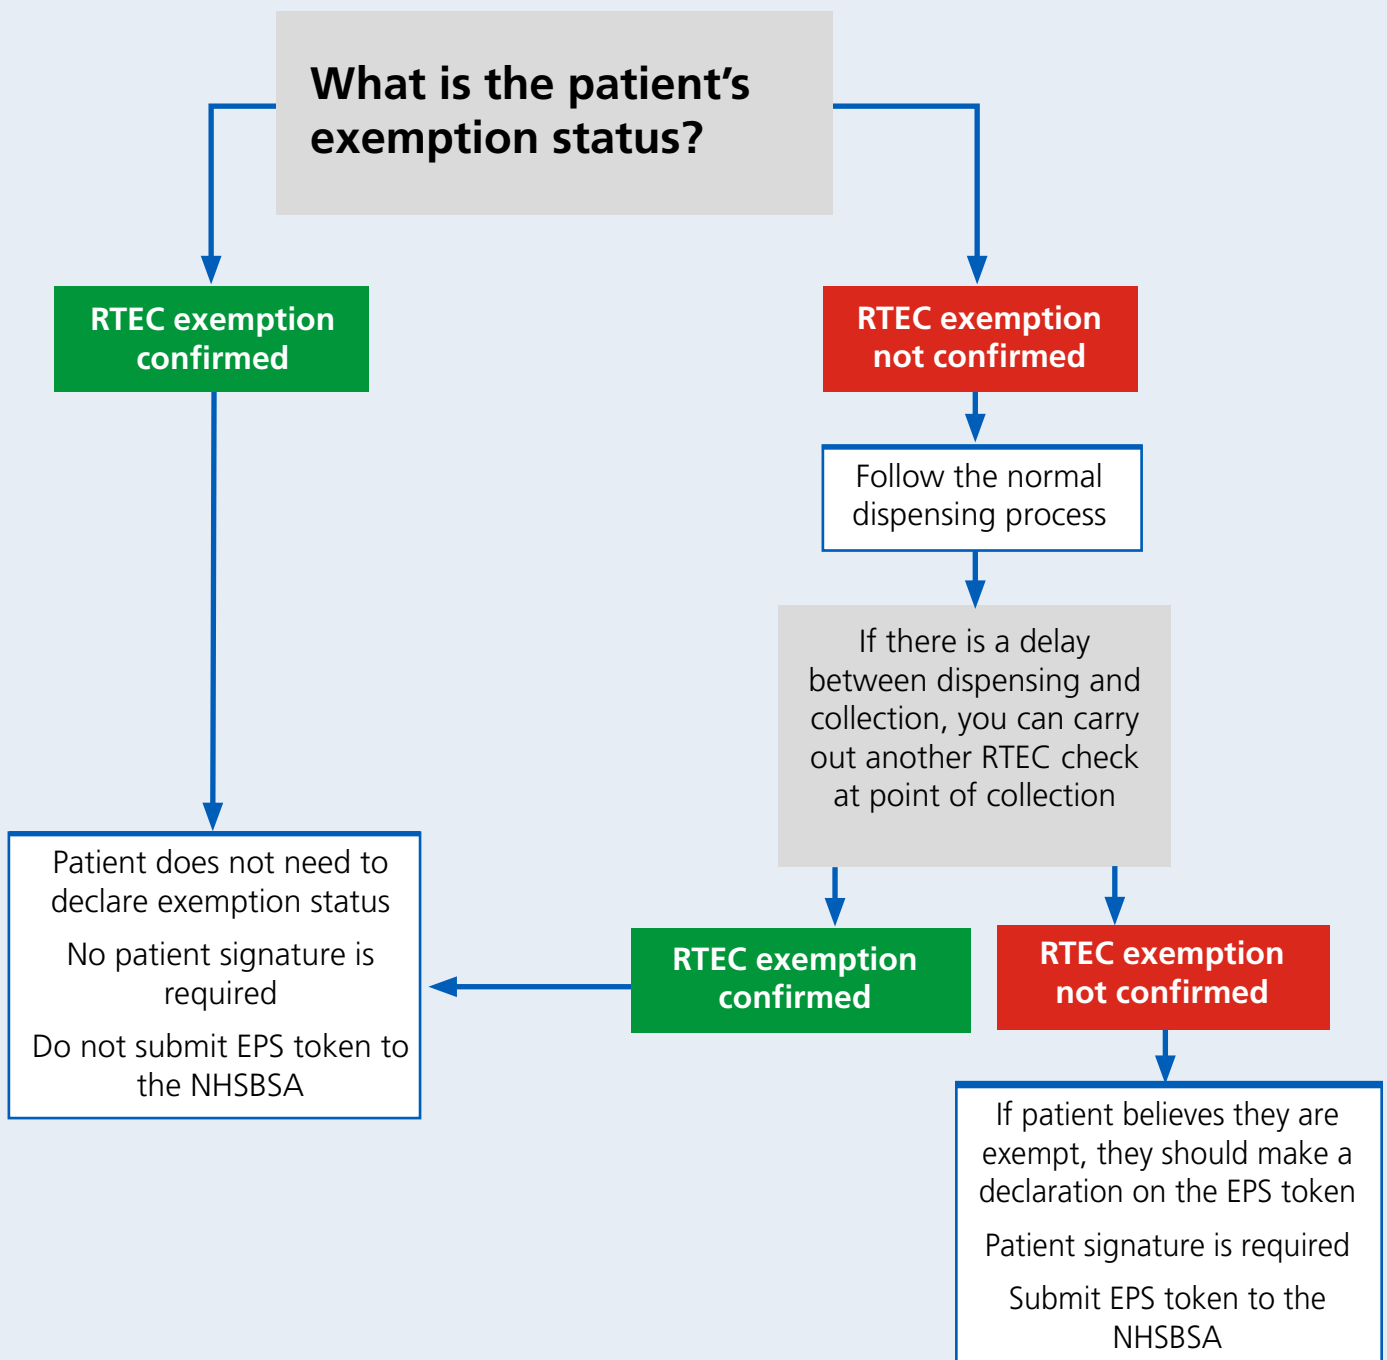 What is the patient’s
exemption status?
RTEC exemption
confirmed
RTEC exemption
not confirmed
Follow the normal
dispensing process
If there is a delay
between dispensing and
collection, you can carry
out another RTEC check
at point of collection
Patient does not need to
declare exemption status
No patient signature is
required
Do not submit EPS token to
the NHSBSA
RTEC exemption
confirmed
RTEC exemption
not confirmed
If patient believes they are
exempt, they should make a
declaration on the EPS token
Patient signature is required
Submit EPS token to the
NHSBSA